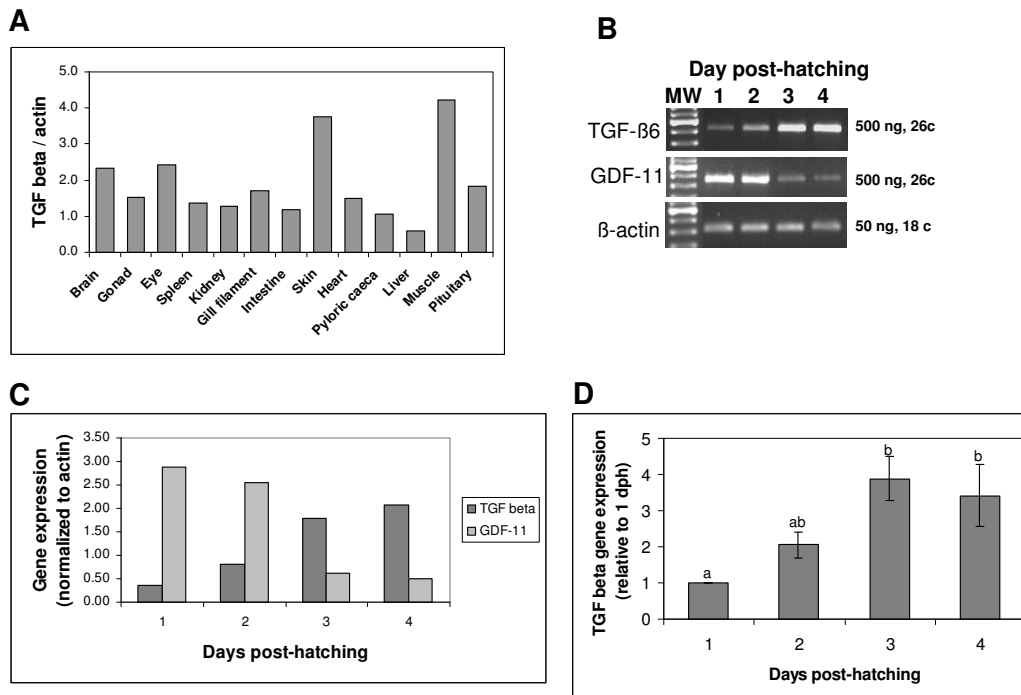 A
TGF beta / actin
5.0
4.0
3.0
2.0
1.0
0.0
Brain
Gonad
Eye
Spleen
Kidney
Gill filament
Intestine
Skin
Heart
Pyloric caeca
Liver
Muscle
Pituitary
B
Day post-hatching
MW 1 2 3 4
TGF-ß6 500 ng, 26c
GDF-11 500 ng, 26c
ß-actin 50 ng, 18 c
C
Gene expression
(normalized to actin)
3.50
3.00
2.50
2.00
1.50
1.00
0.50
0.00
1 2 3 4
Days post-hatching
TGF beta
GDF-11
D
TGF beta gene expression
(relative to 1 dph)
5
4
3
2
1
0
a
ab
b
b
1 2 3 4
Days post-hatching